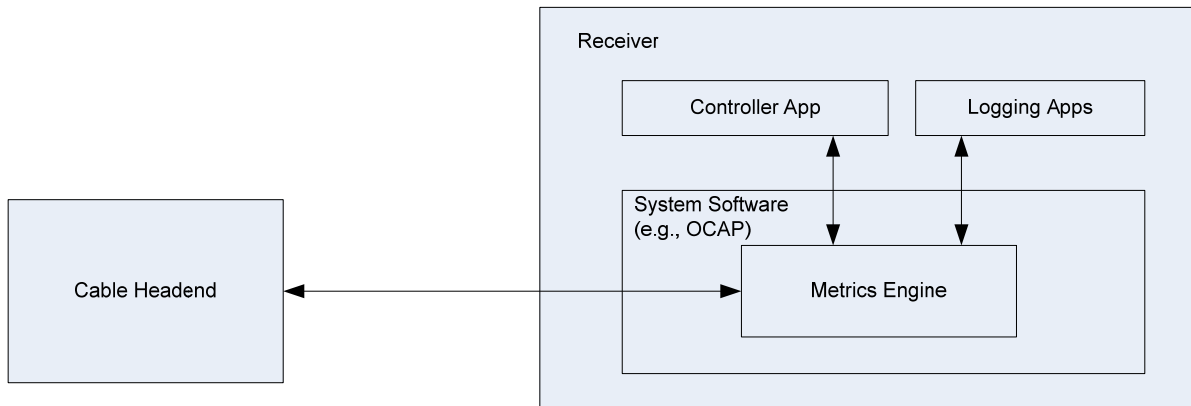 Receiver
Controller App
Logging Apps
System Software
(e.g., OCAP)
Cable Headend
Metrics Engine